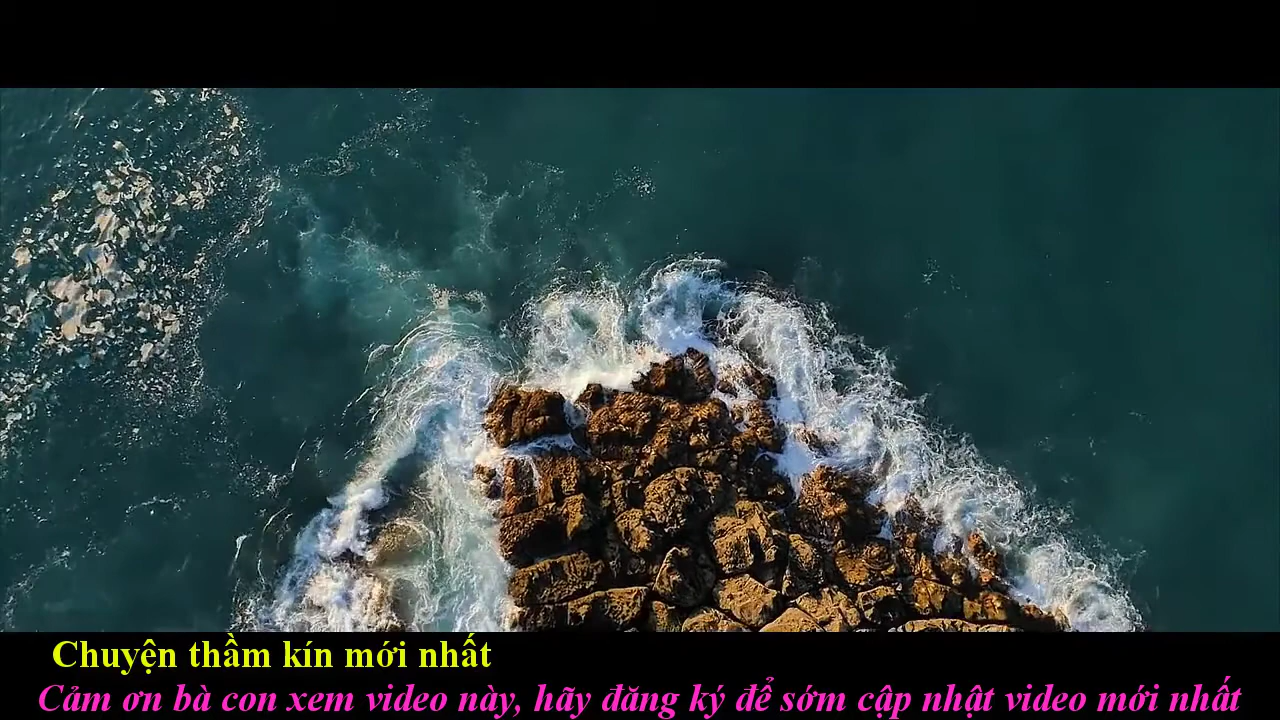 Chuyện thầm kín mới nhất
Cảm ơn bà con xem video này, hãy đăng ký để sớm cập nhật video mới nhất